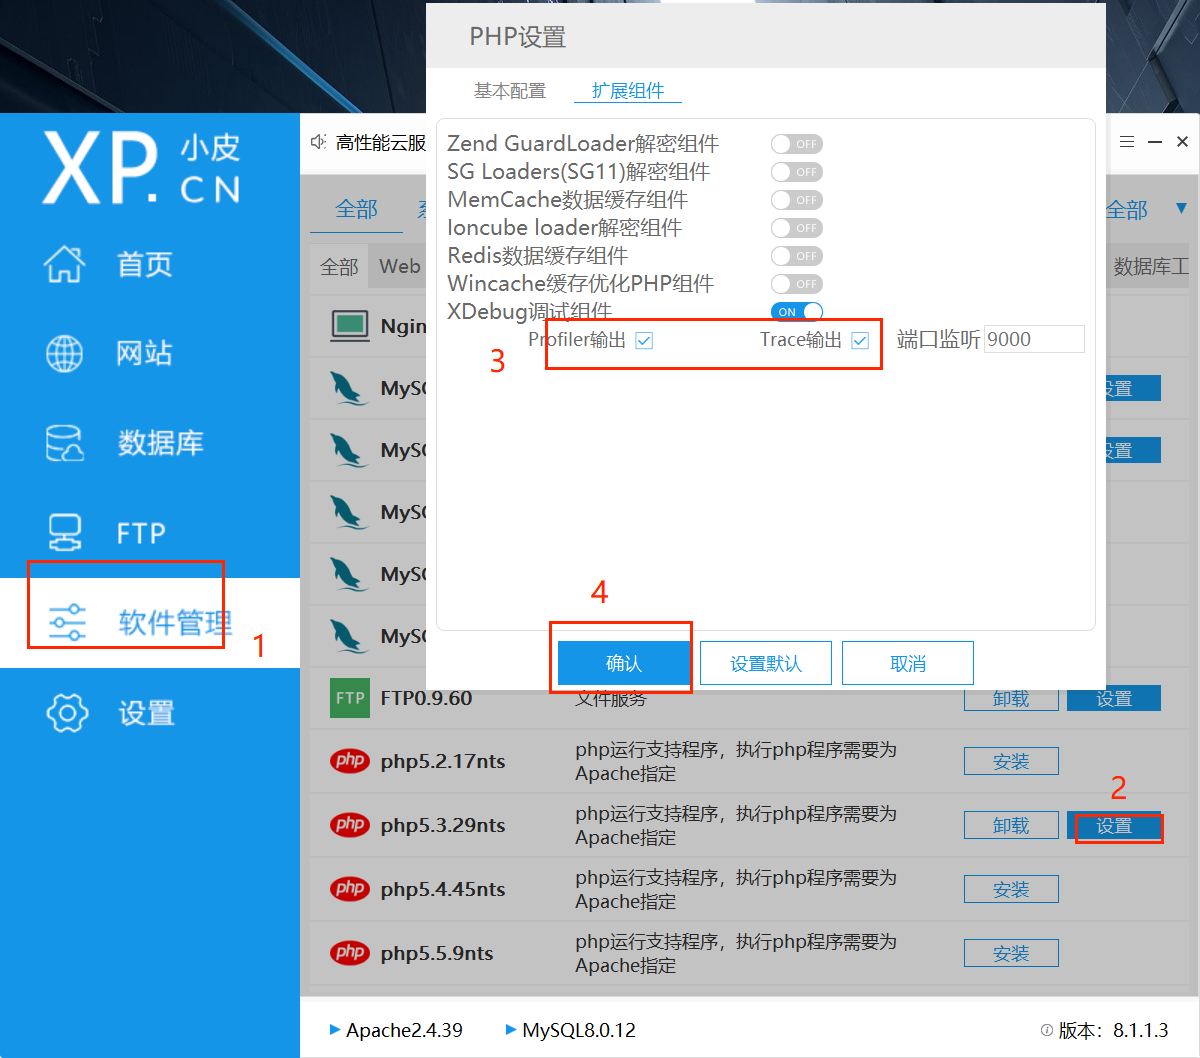 PHP设置
基本配置
扩展组件
XP.小皮
CN
高性能云服
Zend GuardLoader解密组件 OFF
SG Loaders(SG11)解密组件 OFF
MemCache数据缓存组件 OFF
Ioncube loader解密组件 OFF
Redis数据缓存组件 OFF
Wincache缓存优化PHP组件 OFF
XDebug调试组件 ON
Profiler输出 Trace输出 端口监听 9000
3
4
确认
设置默认
取消
首页
网站
数据库
FTP
软件管理
1
设置
全部
全部
全部
Web
数据库工
Ngin
MySQ
设置
MySQ
设置
MySQ
MySQ
MySQ
FTP
FTP0.9.60
文件服务
卸载
设置
php
php5.2.17nts
php运行支持程序，执行php程序需要为
Apache指定
安装
2
php
php5.3.29nts
php运行支持程序，执行php程序需要为
Apache指定
卸载
设置
php
php5.4.45nts
php运行支持程序，执行php程序需要为
Apache指定
安装
php
php5.5.9nts
php运行支持程序，执行php程序需要为
Apache指定
安装
Apache2.4.39
MySQL8.0.12
版本：8.1.1.3